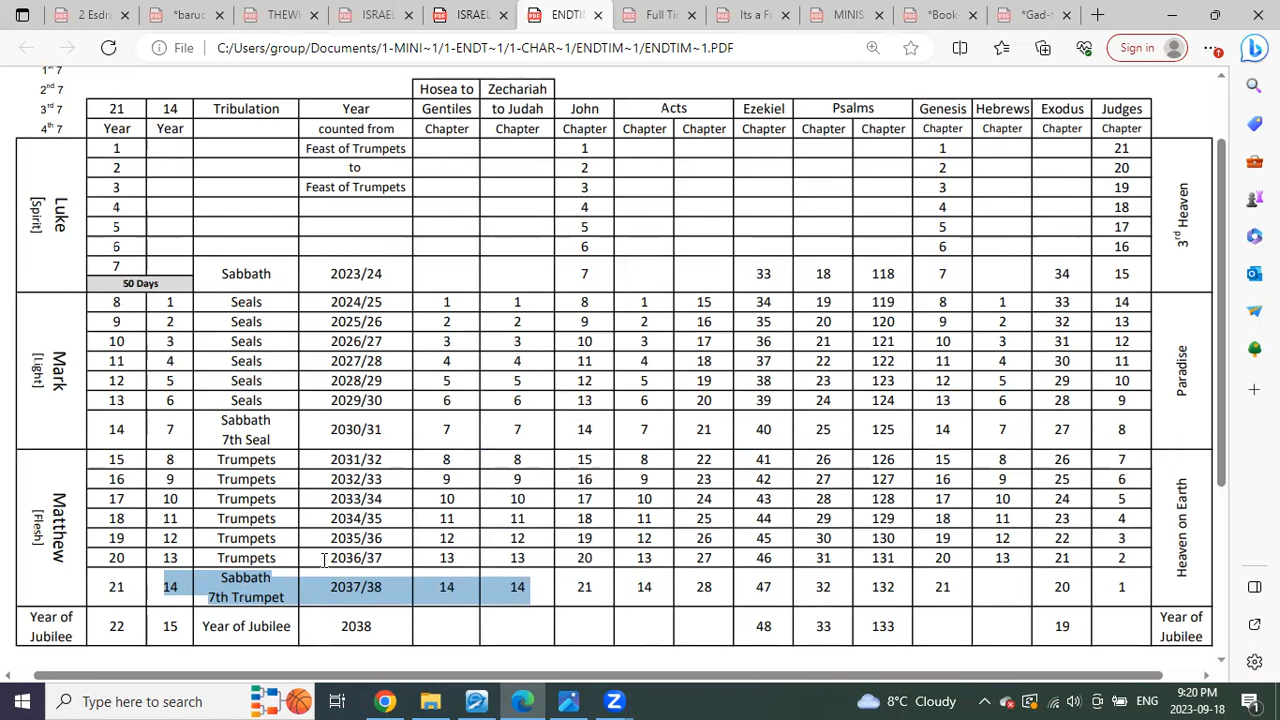 2 Esdra
*baruc
THEWH
ISRAEL
ISRAEL
ENDTIM
Full Tim
Its a Fr
MINIS
*Book-
*Gad-t
File
C:/Users/group/Documents/1-MINI~1/1-ENDT~1/1-CHAR~1/ENDTIM~1/ENDTIM~1.PDF
Sign in
1st 7
2nd 7 Hosea to Zechariah
3rd 7 21 14 Tribulation Year Gentiles to Judah John Acts Ezekiel Psalms Genesis Hebrews Exodus Judges
4th 7 Year Year counted from Chapter Chapter Chapter Chapter Chapter Chapter Chapter Chapter Chapter Chapter Chapter Chapter
Luke
[Spirit]
3rd Heaven
1 Feast of Trumpets 1 1 21
2 to 2 2 20
3 Feast of Trumpets 3 3 19
4 4 4 18
5 5 5 17
6 6 6 16
7 Sabbath 2023/24 7 33 18 118 7 34 15
50 Days
Mark
[Light]
Paradise
8 1 Seals 2024/25 1 1 8 1 15 34 19 119 8 1 33 14
9 2 Seals 2025/26 2 2 9 2 16 35 20 120 9 2 32 13
10 3 Seals 2026/27 3 3 10 3 17 36 21 121 10 3 31 12
11 4 Seals 2027/28 4 4 11 4 18 37 22 122 11 4 30 11
12 5 Seals 2028/29 5 5 12 5 19 38 23 123 12 5 29 10
13 6 Seals 2029/30 6 6 13 6 20 39 24 124 13 6 28 9
Sabbath
14 7 7th Seal 2030/31 7 7 14 7 21 40 25 125 14 7 27 8
Matthew
[Flesh]
Heaven on Earth
15 8 Trumpets 2031/32 8 8 15 8 22 41 26 126 15 8 26 7
16 9 Trumpets 2032/33 9 9 16 9 23 42 27 127 16 9 25 6
17 10 Trumpets 2033/34 10 10 17 10 24 43 28 128 17 10 24 5
18 11 Trumpets 2034/35 11 11 18 11 25 44 29 129 18 11 23 4
19 12 Trumpets 2035/36 12 12 19 12 26 45 30 130 19 12 22 3
20 13 Trumpets 2036/37 13 13 20 13 27 46 31 131 20 13 21 2
Sabbath
21 14 7th Trumpet 2037/38 14 14 21 14 28 47 32 132 21 20 1
Year of Jubilee 22 15 Year of Jubilee 2038 48 33 133 19 Year of Jubilee
Type here to search
8°C Cloudy
ENG
9:20 PM
2023-09-18
1